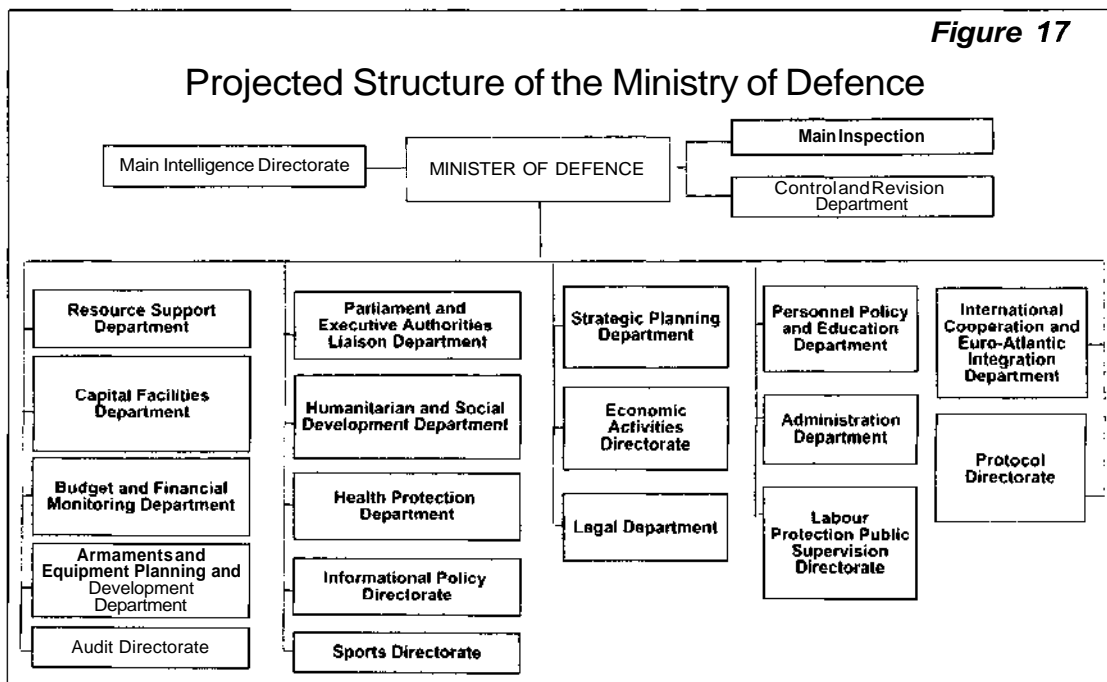 Figure 17
Projected Structure of the Ministry of Defence
Main Intelligence Directorate
MINISTER OF DEFENCE
Main Inspection
Control and Revision
Department
Resource Support
Department
Capital Facilities
Department
Budget and Financial
Monitoring Department
Armaments and
Equipment Planning and
Development
Department
Audit Directorate
Parliament and
Executive Authorities
Liaison Department
Humanitarian and Social
Development Department
Health Protection
Department
Informational Policy
Directorate
Sports Directorate
Strategic Planning
Department
Economic
Activities
Directorate
Legal Department
Personnel Policy
and Education
Department
Administration
Department
Labour
Protection Public
Supervision
Directorate
International
Cooperation and
Euro-Atlantic
Integration
Department
Protocol
Directorate